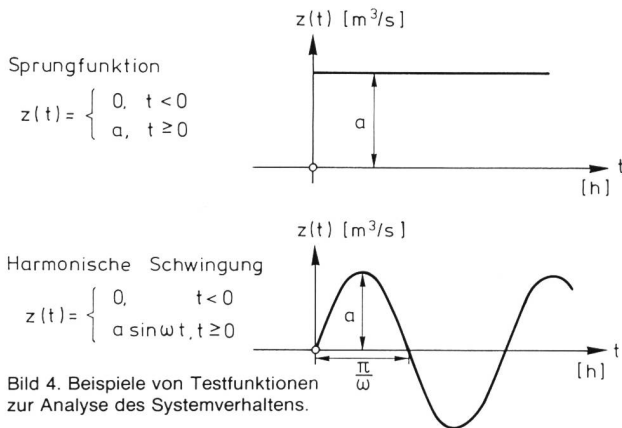 z(t) [m³/s]
Sprungfunktion
z(t) = { 0, t < 0
a, t ≥ 0
a
t
[h]
z(t) [m³/s]
Harmonische Schwingung
z(t) = { 0, t < 0
a sin ωt, t ≥ 0
a
t
π/ω
[h]
Bild 4. Beispiele von Testfunktionen
zur Analyse des Systemverhaltens.